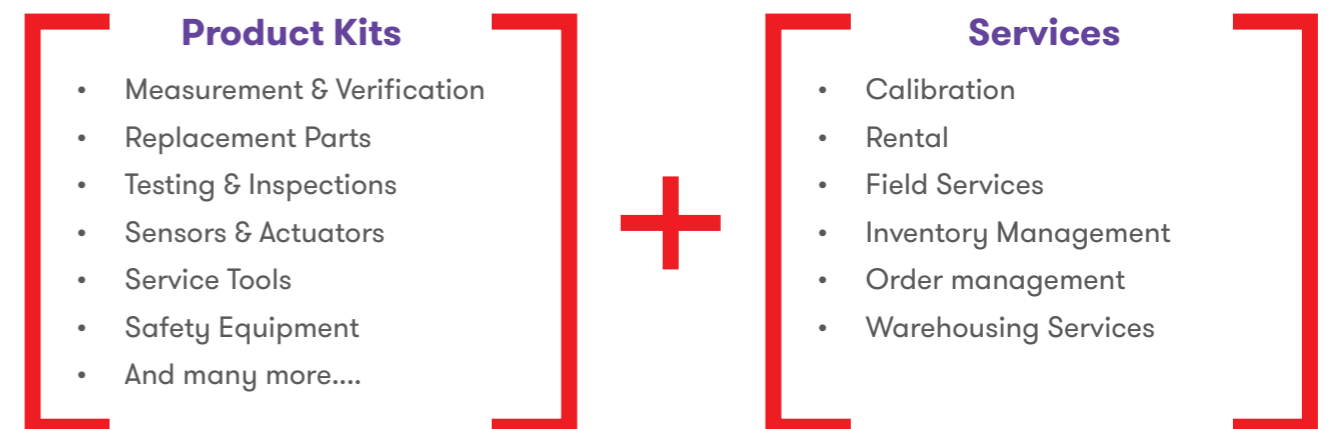 Product Kits
• Measurement & Verification
• Replacement Parts
• Testing & Inspections
• Sensors & Actuators
• Service Tools
• Safety Equipment
• And many more....
+
Services
• Calibration
• Rental
• Field Services
• Inventory Management
• Order management
• Warehousing Services